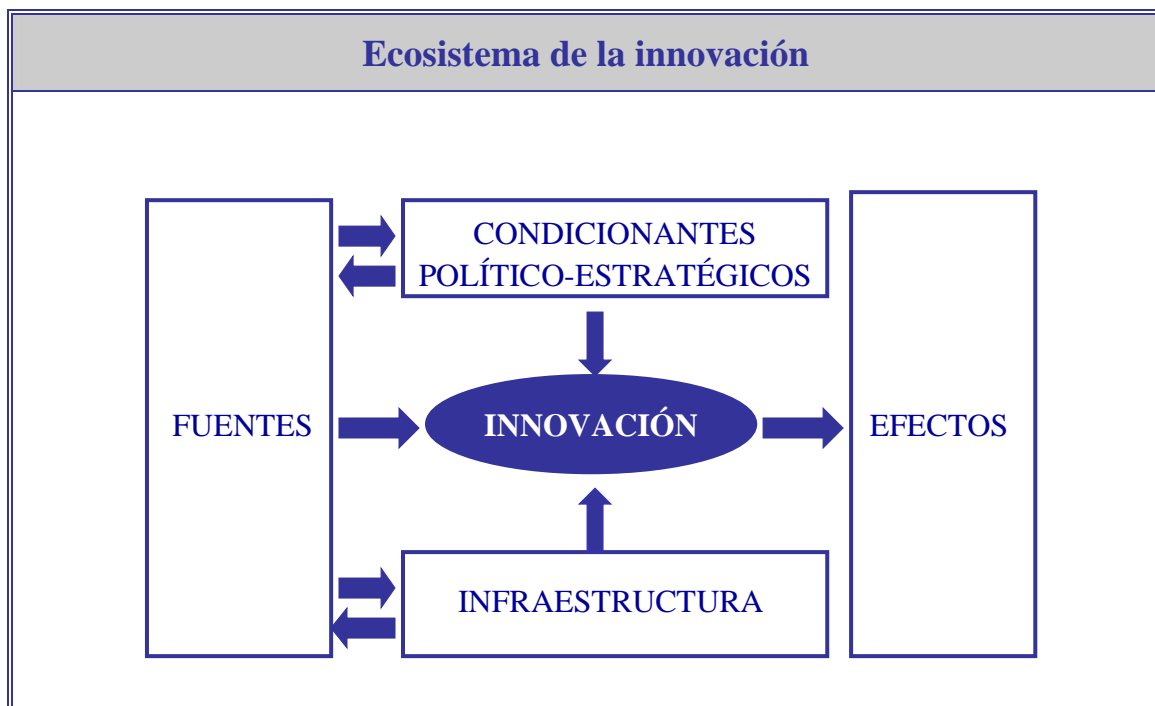 Ecosistema de la innovación
CONDICIONANTES
POLÍTICO-ESTRATÉGICOS
FUENTES
INNOVACIÓN
EFECTOS
INFRAESTRUCTURA